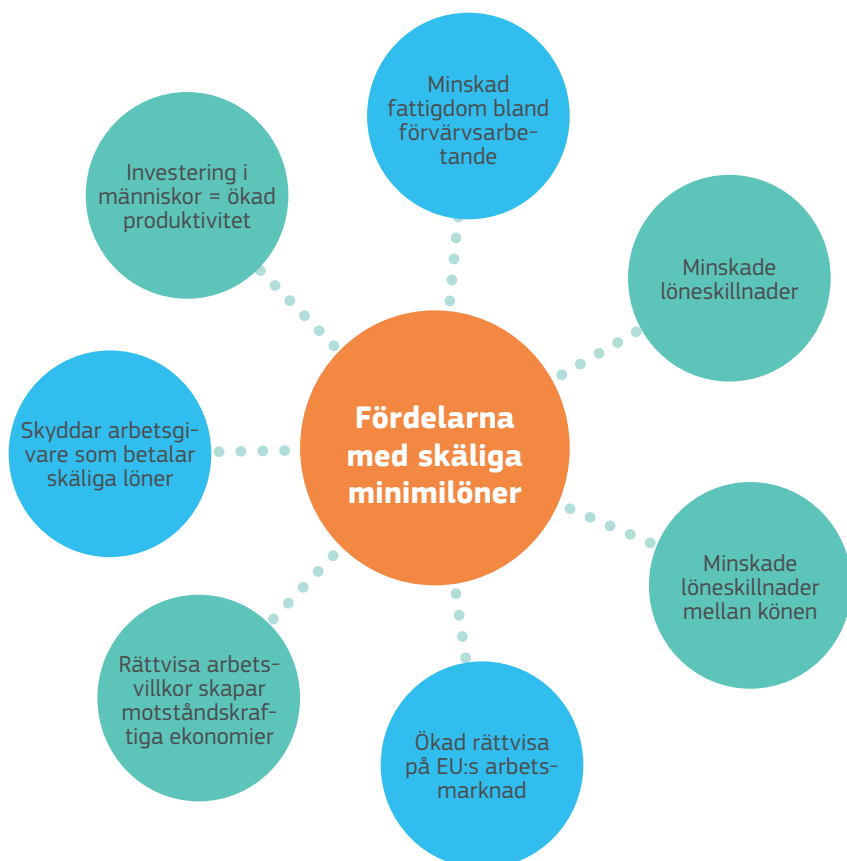 Minskad
fattigdom bland
förvärvsarbe-
tande
Investering i
människor = ökad
produktivitet
Minskade
löneskillnader
Fördelarna
med skäliga
minimilöner
Skyddar arbetsgi-
vare som betalar
skäliga löner
Minskade
löneskillnader
mellan könen
Rättvisa arbets-
villkor skapar
motståndskraf-
tiga ekonomier
Ökad rättvisa
på EU:s arbets-
marknad